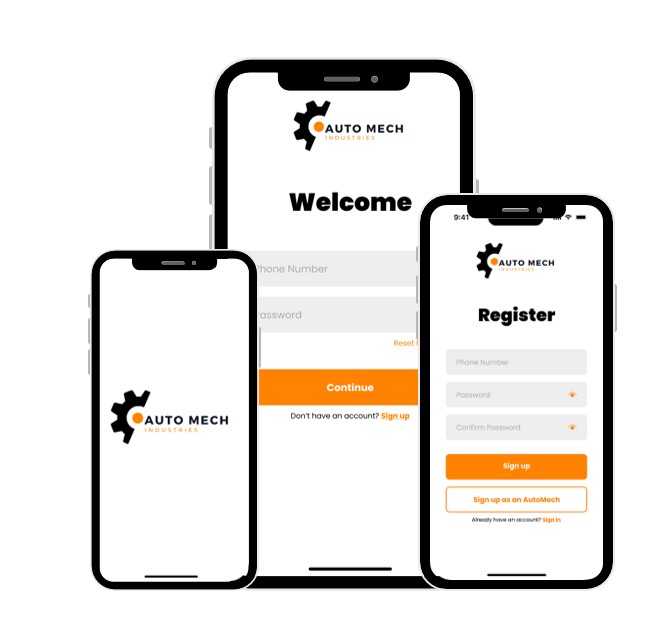 AUTO MECH
INDUSTRIES
Welcome
hone Number
assword
Reset
Continue
Don't have an account? Sign up
AUTO MECH
INDUSTRIES
9:41
AUTO MECH
INDUSTRIES
Register
Phone Number
Password
Confirm Password
Sign up
Sign up as an AutoMech
Already have an account? Sign in